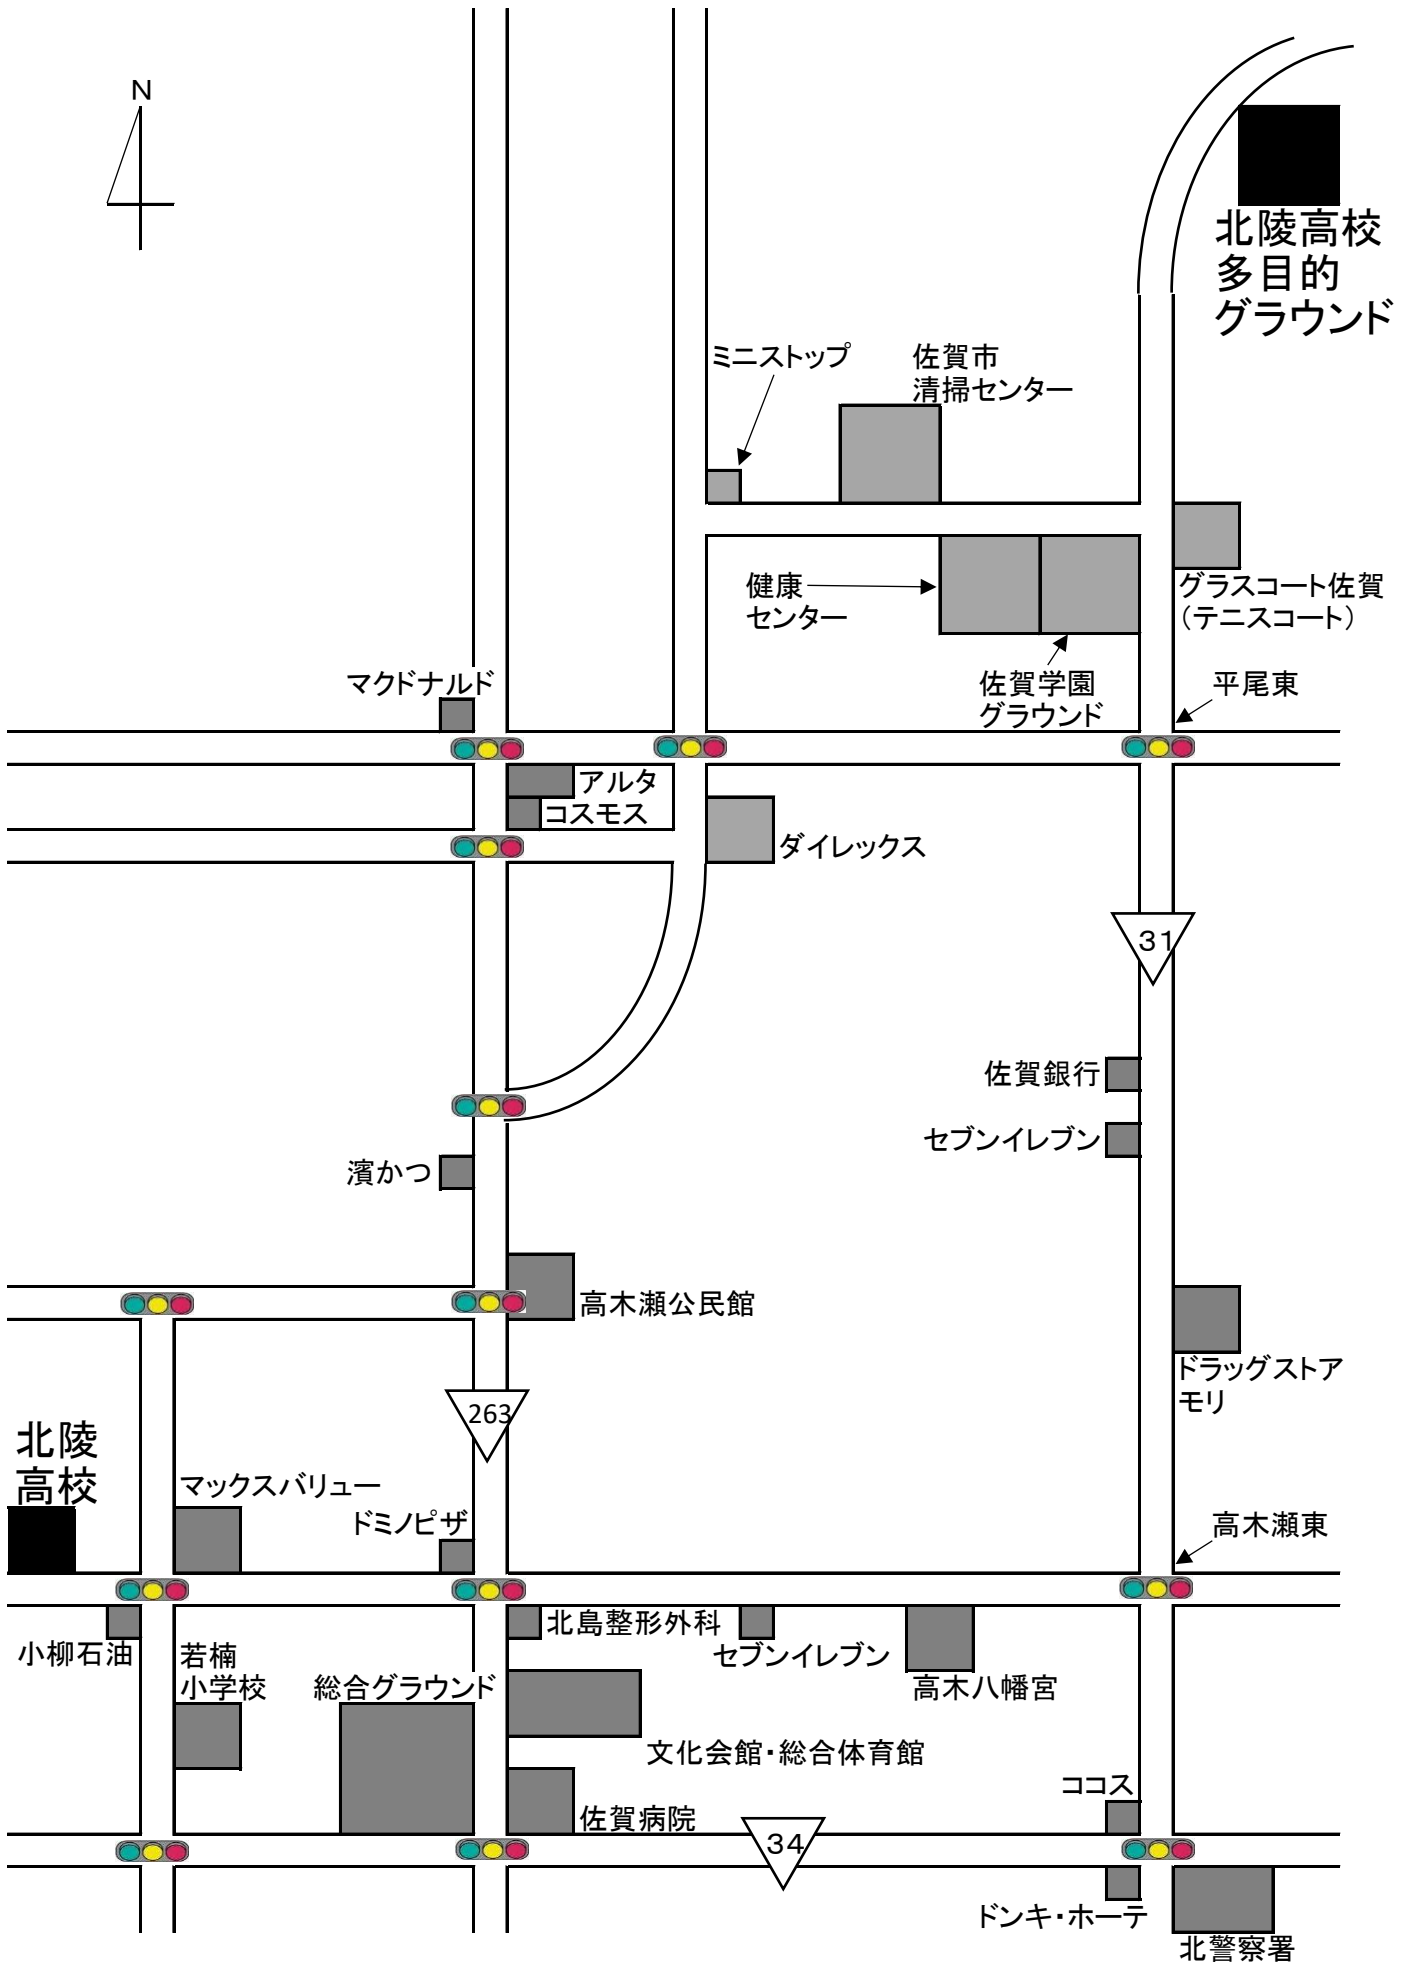 N
北陵高校
多目的
グラウンド
ミニストップ
佐賀市
清掃センター
健康
センター
グラスコート佐賀
（テニスコート）
佐賀学園
グラウンド
平尾東
マクドナルド
アルタ
コスモス
ダイレックス
31
佐賀銀行
セブンイレブン
濱かつ
高木瀬公民館
ドラッグストア
モリ
263
北陵
高校
マックスバリュー
ドミノピザ
高木瀬東
小柳石油
若楠
小学校
総合グラウンド
北島整形外科
セブンイレブン
高木八幡宮
文化会館・総合体育館
佐賀病院
ココス
34
ドンキ・ホーテ
北警察署